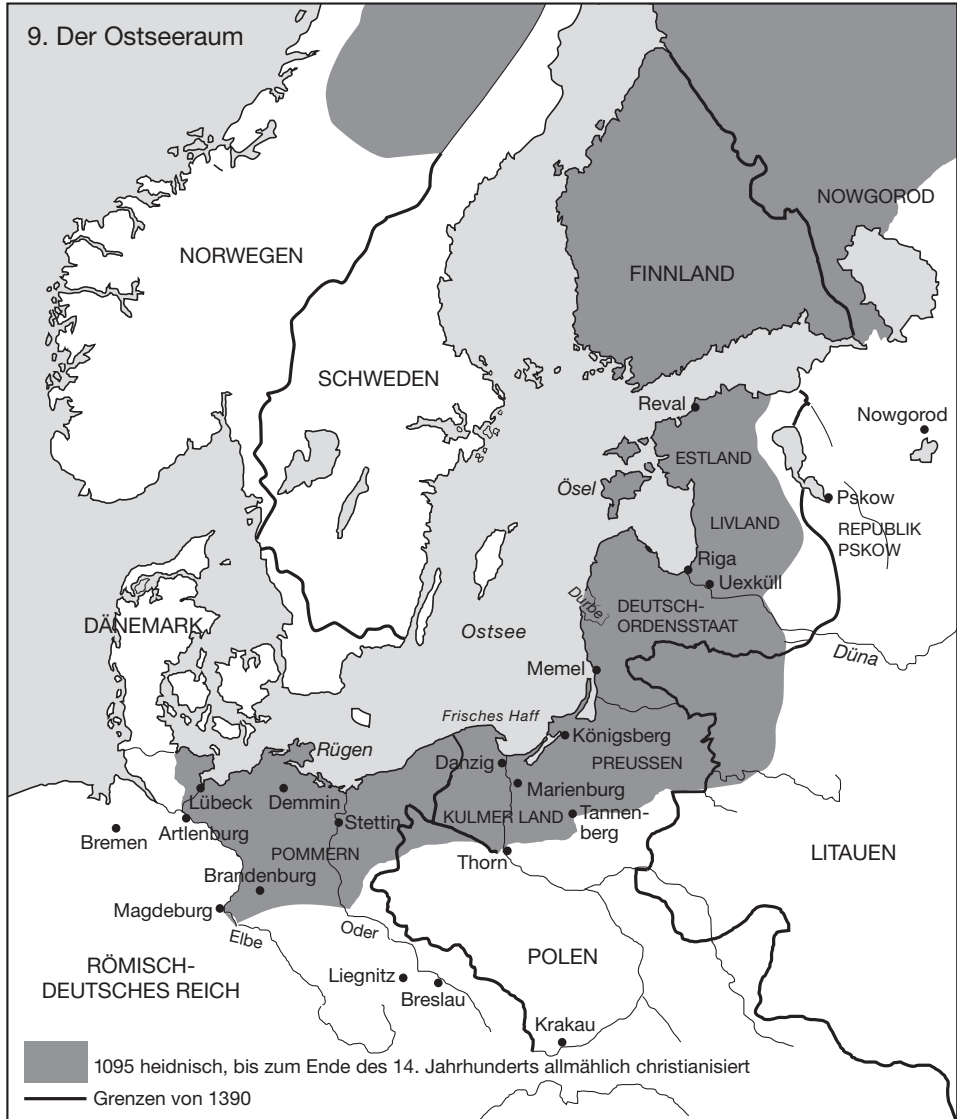 9. Der Ostseeraum
NOWGOROD
NORWEGEN
FINNLAND
SCHWEDEN
Reval
Nowgorod
ESTLAND
Ösel
Pskow
LIVLAND
REPUBLIK
PSKOW
Riga
Uexküll
Durbe
DEUTSCH-
ORDENSSTAAT
DÄNEMARK
Ostsee
Düna
Memel
Frisches Haff
Königsberg
Rügen
Danzig
PREUSSEN
Marienburg
Lübeck
Demmin
KULMER LAND
Tannen-
berg
Artlenburg
Stettin
Bremen
POMMERN
Thorn
LITAUEN
Brandenburg
Magdeburg
Elbe
Oder
POLEN
RÖMISCH-
DEUTSCHES REICH
Liegnitz
Breslau
Krakau
1095 heidnisch, bis zum Ende des 14. Jahrhunderts allmählich christianisiert
Grenzen von 1390